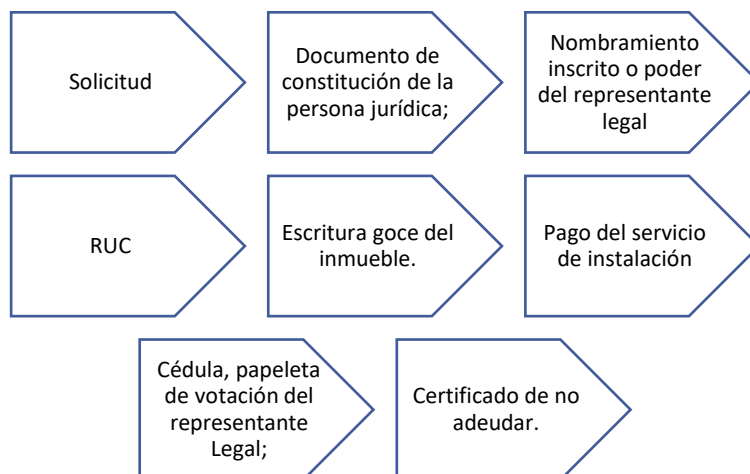 Solicitud
Documento de
constitución de la
persona jurídica;
Nombramiento
inscrito o poder
del representante
legal
RUC
Escritura goce del
inmueble.
Pago del servicio
de instalación
Cédula, papeleta
de votación del
representante
Legal;
Certificado de no
adeudar.